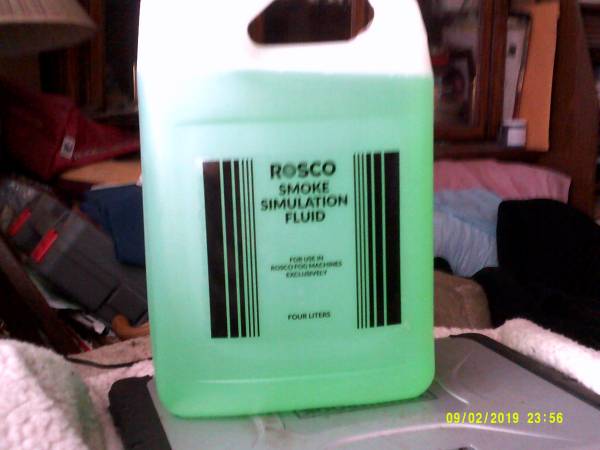 ROSCO
SMOKE
SIMULATION
FLUID
FOR USE IN
ROSCO FOG MACHINES
EXCLUSIVELY
FOUR LITERS
09/02/2019 23:56